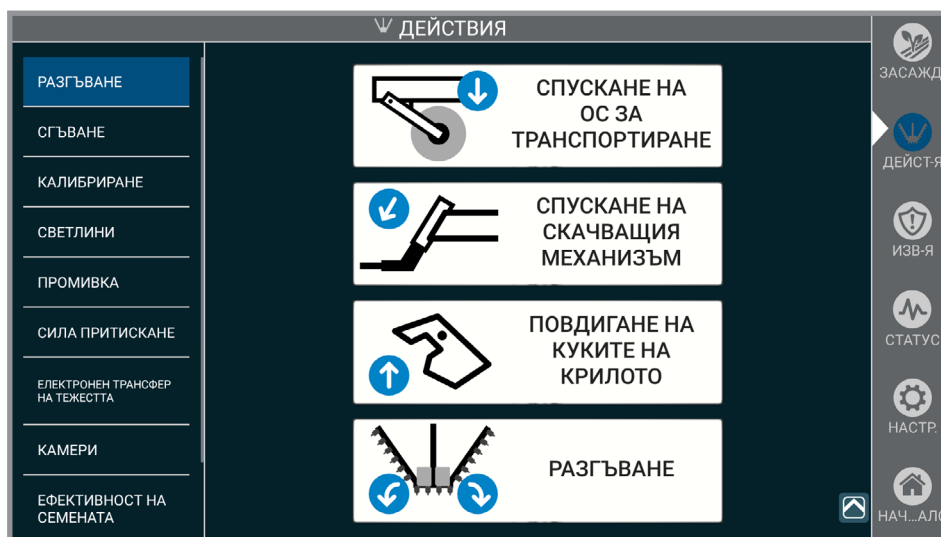 ДЕЙСТВИЯ
РАЗГЪВАНЕ
СГЪВАНЕ
КАЛИБРИРАНЕ
СВЕТЛИНИ
ПРОМИВКА
СИЛА ПРИТИСКАНЕ
ЕЛЕКТРОНЕН ТРАНСФЕР
НА ТЕЖЕСТТА
КАМЕРИ
ЕФЕКТИВНОСТ НА
СЕМЕНАТА
СПУСКАНЕ НА
ОС ЗА
ТРАНСПОРТИРАНЕ
СПУСКАНЕ НА
СКАЧВАЩИЯ
МЕХАНИЗЪМ
ПОВДИГАНЕ НА
КУКИТЕ НА
КРИЛОТО
РАЗГЪВАНЕ
ЗАСАЖД
ДЕЙСТ-Я
ИЗВ-Я
СТАТУС
НАСТР.
НАЧ...АЛО